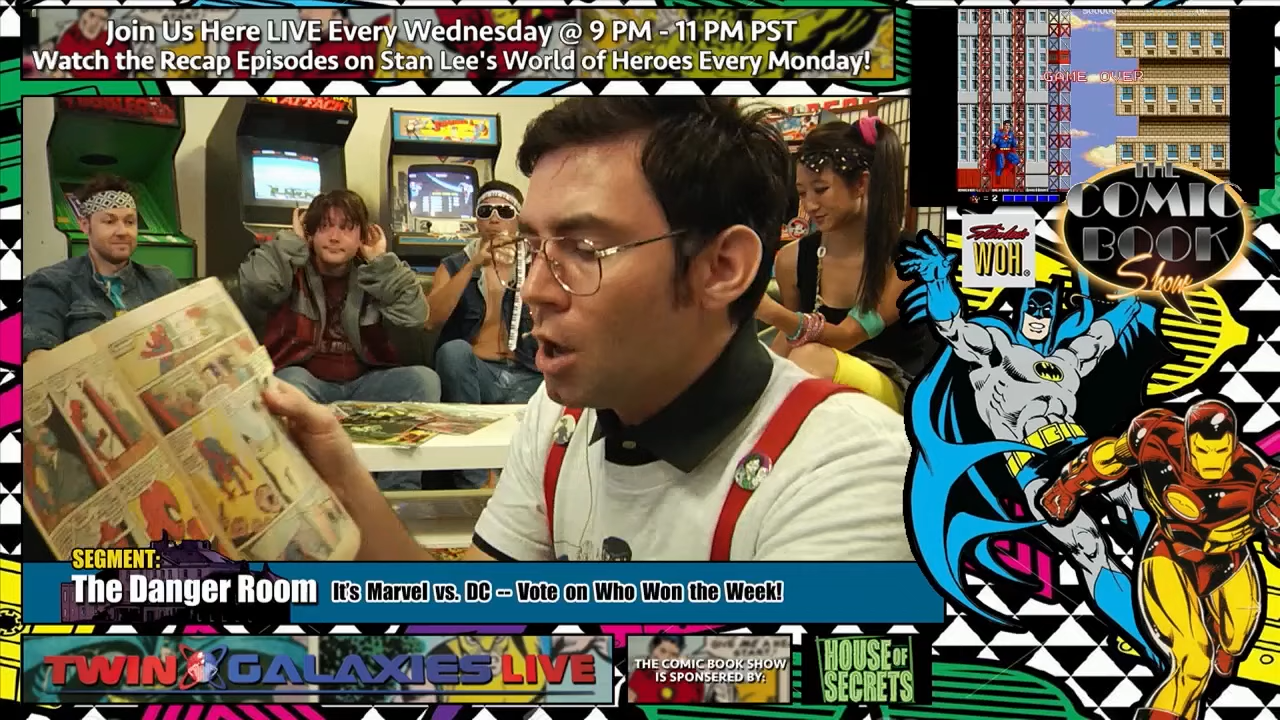 Join Us Here LIVE Every Wednesday @ 9 PM - 11 PM PST
Watch the Recap Episodes on Stan Lee's World of Heroes Every Monday!
GAME OVER
= 2
THE
COMIC
BOOK
Show
WOH
ATTACK
SEGMENT:
The Danger Room
It's Marvel vs. DC -- Vote on Who Won the Week!
TWIN GALAXIES LIVE
THE COMIC BOOK SHOW
IS SPONSERED BY:
HOUSE OF
SECRETS